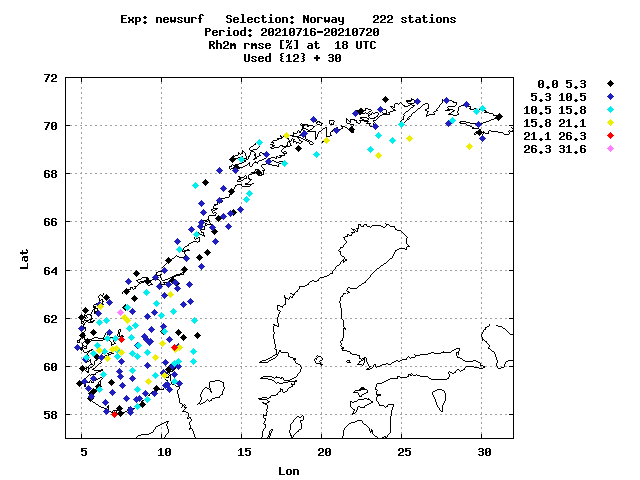 Exp: newsurf   Selection: Norway    222 stations
Period: 20210716-20210720
Rh2m rmse [%] at  18 UTC
Used {12} + 30
0.0 5.3
5.3 10.5
10.5 15.8
15.8 21.1
21.1 26.3
26.3 31.6
72
70
68
66
64
62
60
58
Lat
5 10 15 20 25 30
Lon